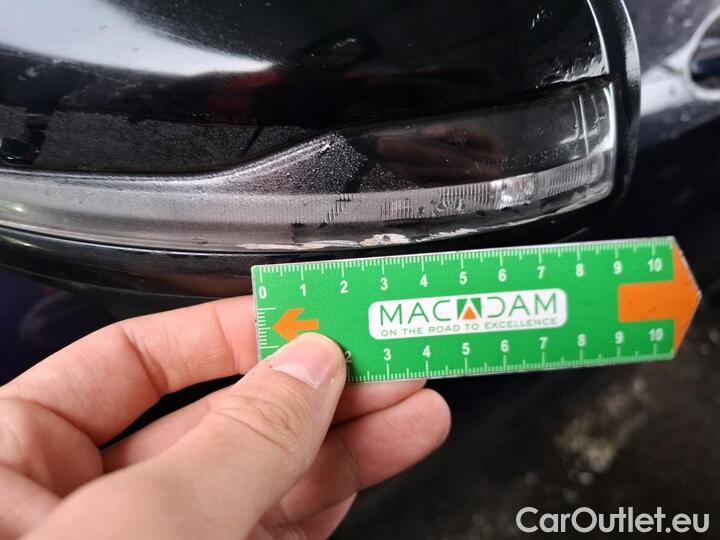 0 1 2 3 4 5 6 7 8 9 10
MACADAM
ON THE ROAD TO EXCELLENCE
2 3 4 5 6 7 8 9 10
CarOutlet.eu